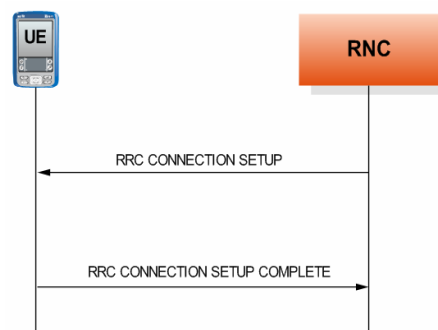 UE
RNC
RRC CONNECTION SETUP
RRC CONNECTION SETUP COMPLETE